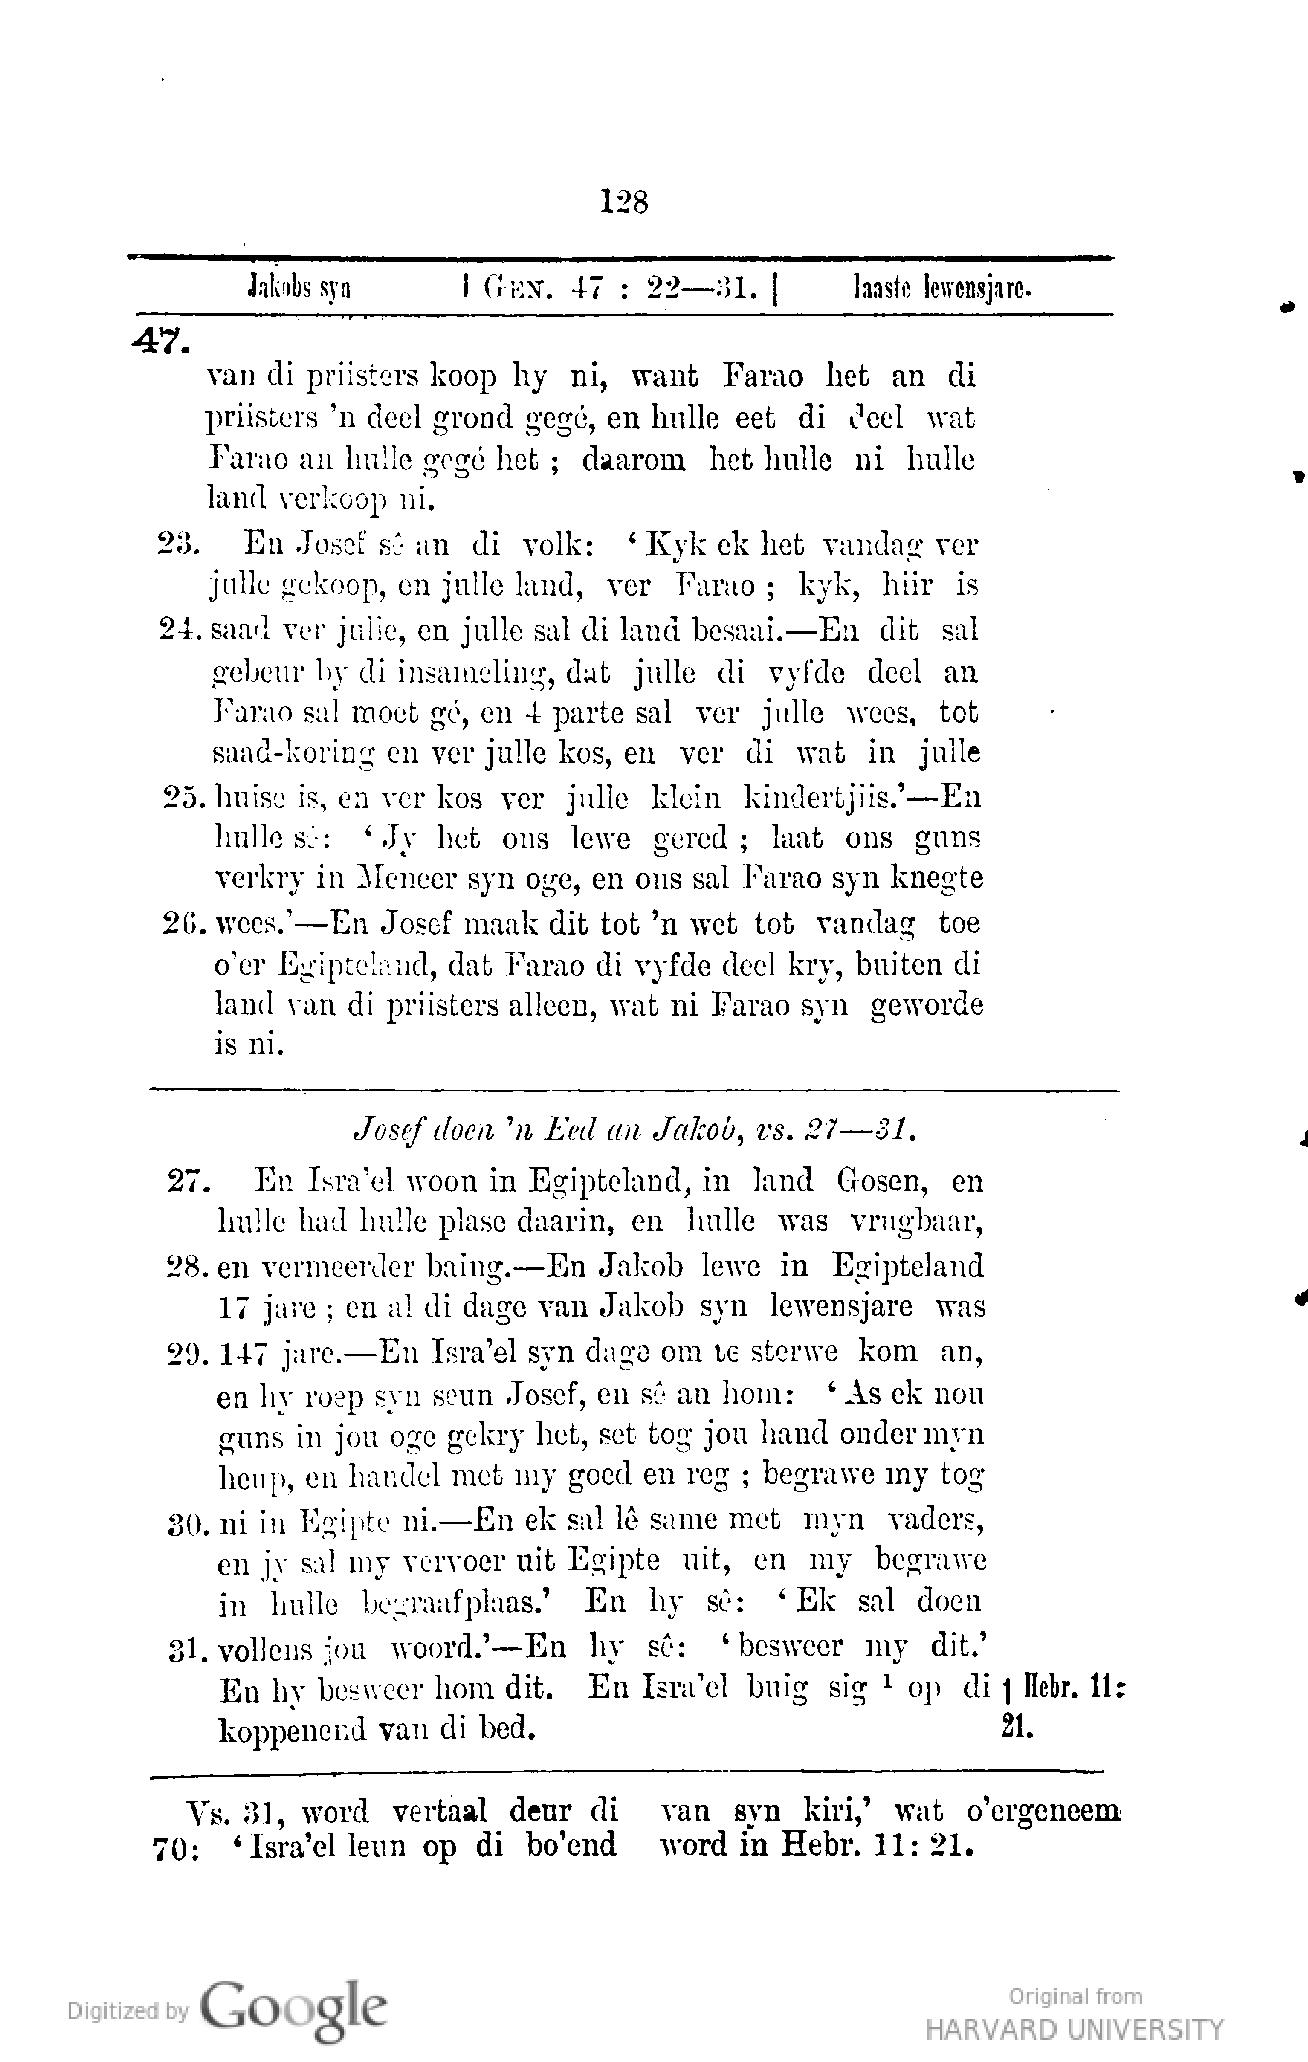 128
Jakobs syn | GEN. 47 : 22—31. | laaste lewensjare.
47.
van di priisters koop hy ni, want Farao het an di
priisters 'n deel grond gegé, en hulle eet di deel wat
Farao an hulle gegé het ; daarom het hulle ni hulle
land verkoop ni.
23. En Josef sê an di volk: ‘Kyk ek het vandag ver
julle gekoop, en julle land, ver Farao ; kyk, hiir is
24. saad ver julle, en julle sal di land besaai.—En dit sal
gebeur by di insameling, dat julle di vyfde deel an
Farao sal moet gé, en 4 parte sal ver julle wees, tot
saad-koring en ver julle kos, en ver di wat in julle
25. huise is, en ver kos ver julle klein kindertjiis.’—En
hulle sê: ‘Jy het ons lewe gered ; laat ons guns
verkry in Meneer syn oge, en ons sal Farao syn knegte
26. wees.’—En Josef maak dit tot 'n wet tot vandag toe
o'er Egipteland, dat Farao di vyfde deel kry, buiten di
land van di priisters alleen, wat ni Farao syn geworde
is ni.
Josef doen 'n Eed an Jakob, vs. 27—31.
27. En Isra'el woon in Egipteland, in land Gosen, en
hulle had hulle plase daarin, en hulle was vrugbaar,
28. en vermeerder baing.—En Jakob lewe in Egipteland
17 jare ; en al di dage van Jakob syn lewensjare was
29. 147 jare.—En Isra'el syn dage om te sterwe kom an,
en hy roep syn seun Josef, en sê an hom: ‘As ek nou
guns in jou oge gekry het, set tog jou hand onder myn
heup, en handel met my goed en reg ; begrawe my tog
30. ni in Egipte ni.—En ek sal lê same met myn vaders,
en jy sal my vervoer uit Egipte uit, en my begrawe
in hulle begraafplaas.’ En hy sê: ‘Ek sal doen
31. vollens jou woord.’—En hy sê: ‘besweer my dit.’
En hy besweer hom dit. En Isra'el buig sig ¹ op di 1 Hebr. 11:
koppenend van di bed. 21.
Vs. 31, word vertaal deur di
70: ‘Isra'el leun op di bo'end
van syn kiri,’ wat o'ergeneem
word in Hebr. 11: 21.
Digitized by Google
Original from
HARVARD UNIVERSITY